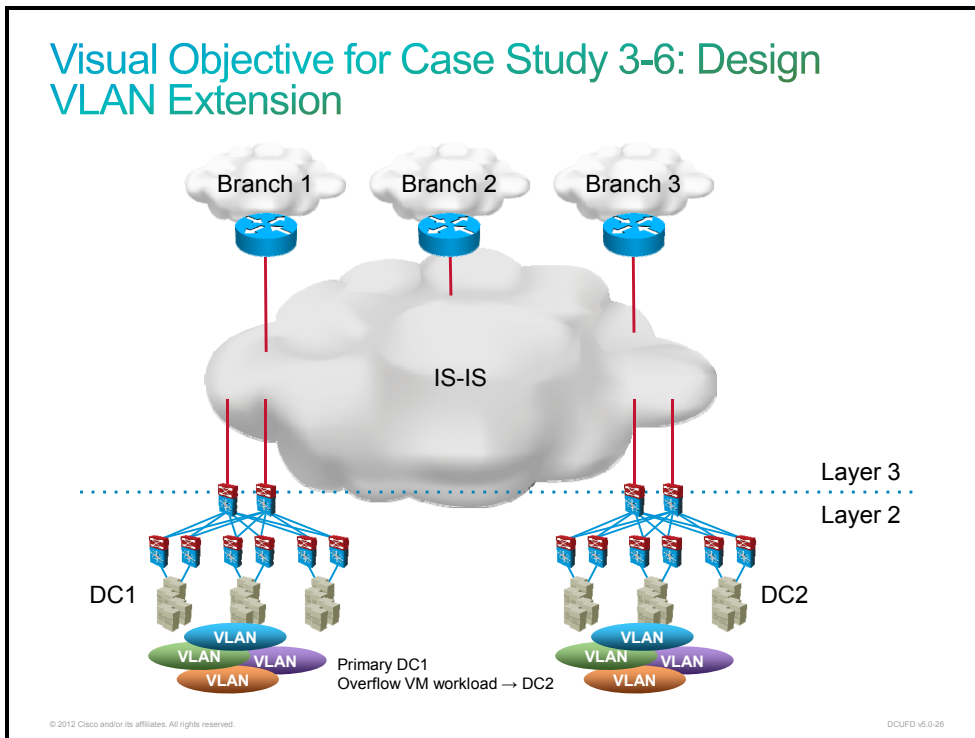 Visual Objective for Case Study 3-6: Design
VLAN Extension
Branch 1
Branch 2
Branch 3
IS-IS
Layer 3
Layer 2
DC1
DC2
VLAN
VLAN
VLAN
VLAN
Primary DC1
Overflow VM workload → DC2
VLAN
VLAN
VLAN
VLAN
© 2012 Cisco and/or its affiliates. All rights reserved.
DCUFD v5.0-26